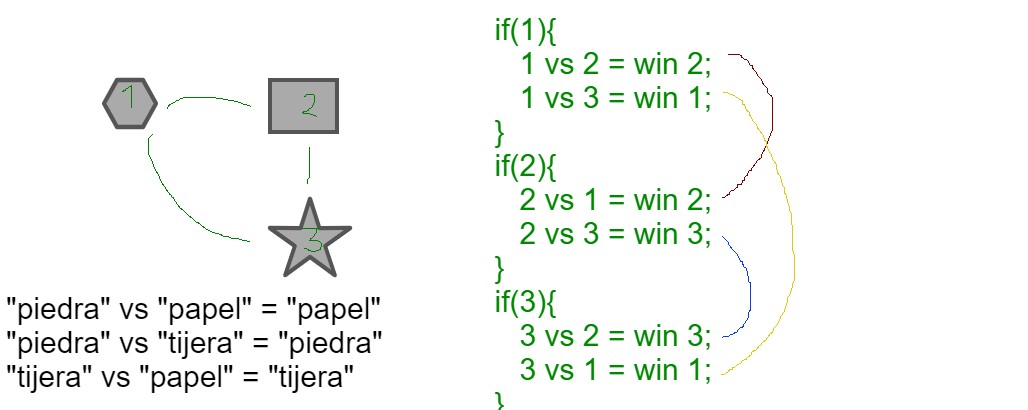 1
2
3
"piedra" vs "papel" = "papel"
"piedra" vs "tijera" = "piedra"
"tijera" vs "papel" = "tijera"
if(1){
1 vs 2 = win 2;
1 vs 3 = win 1;
}
if(2){
2 vs 1 = win 2;
2 vs 3 = win 3;
}
if(3){
3 vs 2 = win 3;
3 vs 1 = win 1;
}